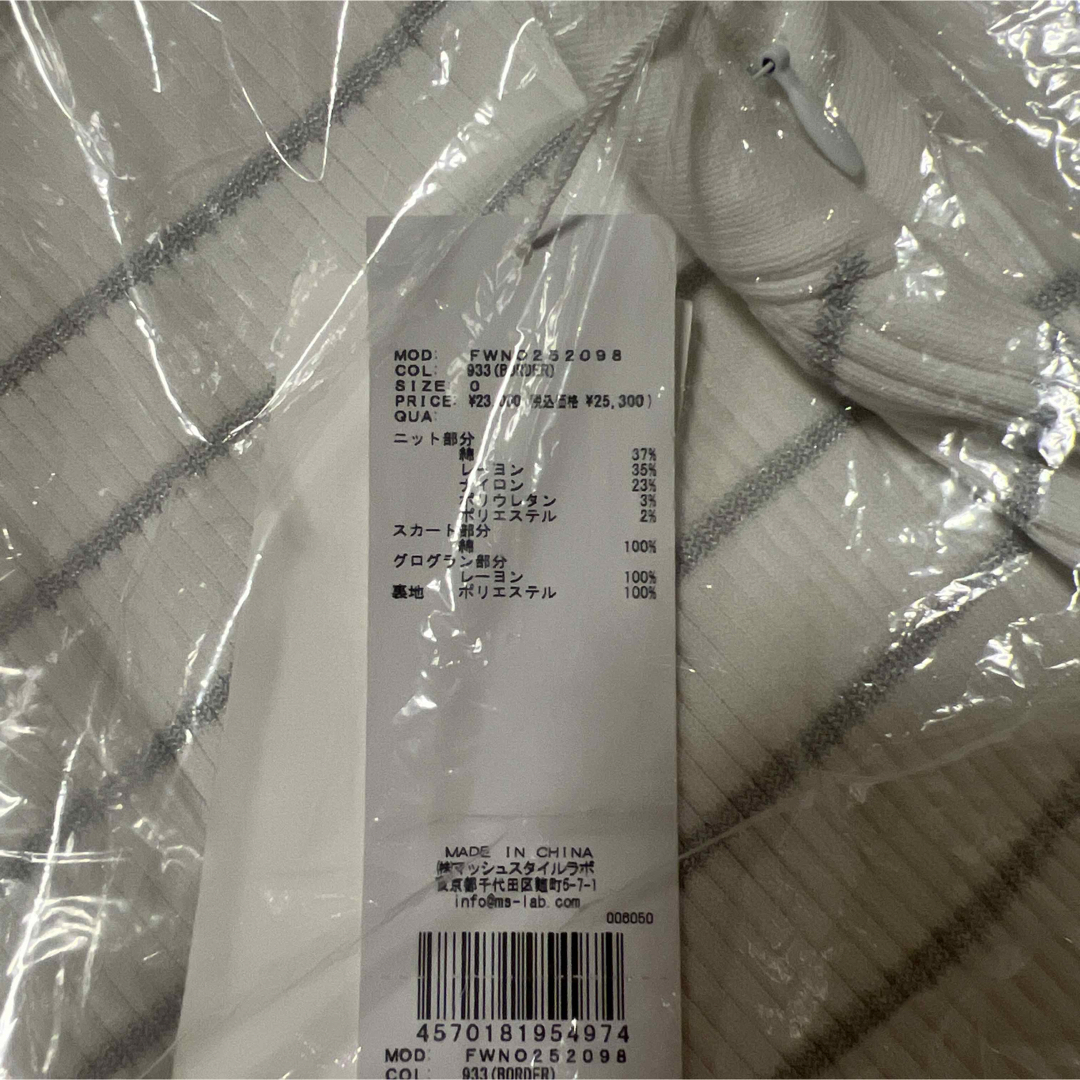 MOD: FWNO252098
COL: 933(BORDER)
SIZE: 0
PRICE: ¥23,000(税込価格 ¥25,300)
QUA:
ニット部分
綿 37%
レーヨン 35%
ナイロン 23%
ポリウレタン 3%
ポリエステル 2%
スカート部分
綿 100%
グログラン部分
レーヨン 100%
裏地 ポリエステル 100%
MADE IN CHINA
㈱マッシュスタイルラボ
東京都千代田区麹町5-7-1
info@ms-lab.com
006050
4570181954974
MOD: FWNO252098
COL: 933(BORDER)